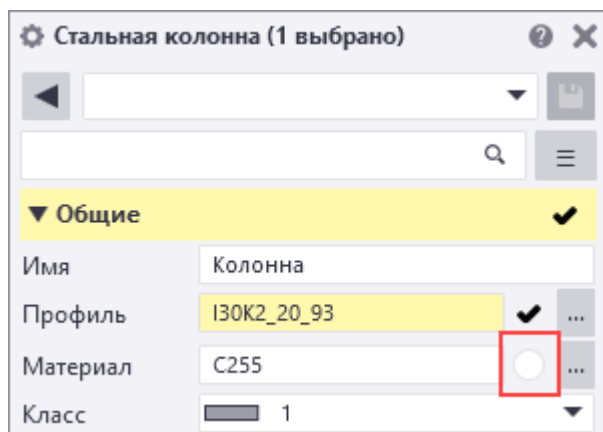 Стальная колонна (1 выбрано)
Общие
Имя Колонна
Профиль I30K2_20_93 ...
Материал C255 ...
Класс 1